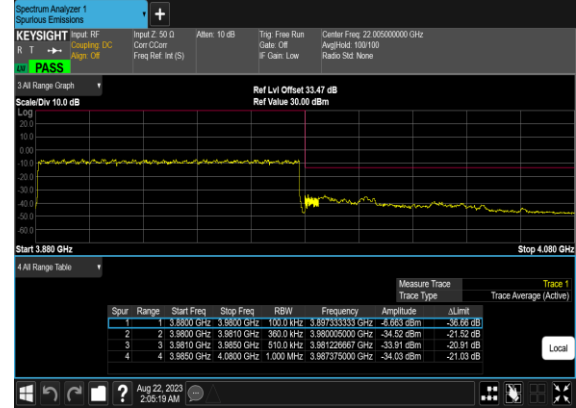 Spectrum Analyzer 1
Spurious Emissions
KEYSIGHT Input: RF Input Z: 50 Ω Atten: 10 dB Trig: Free Run Center Freq: 22.005000000 GHz
R T Coupling: DC Corr CCorr Gate: Off Avg|Hold: 100/100
Align: Off Freq Ref: Int (S) IF Gain: Low Radio Std: None
LXI PASS
3 All Range Graph
Ref Lvl Offset 33.47 dB
Scale/Div 10.0 dB Ref Value 30.00 dBm
Log
20.0
10.0
0.00
-10.0
-20.0
-30.0
-40.0
-50.0
-60.0
Start 3.880 GHz Stop 4.080 GHz
4 All Range Table
Measure Trace Trace 1
Trace Type Trace Average (Active)
Spur Range Start Freq Stop Freq RBW Frequency Amplitude ΔLimit
1 1 3.8800 GHz 3.9800 GHz 100.0 kHz 3.897333333 GHz -6.663 dBm -36.66 dB
2 2 3.9800 GHz 3.9810 GHz 360.0 kHz 3.980005000 GHz -34.52 dBm -21.52 dB
3 3 3.9810 GHz 3.9850 GHz 510.0 kHz 3.981226667 GHz -33.91 dBm -20.91 dB
4 4 3.9850 GHz 4.0800 GHz 1.000 MHz 3.987375000 GHz -34.03 dBm -21.03 dB
Local
Aug 22, 2023
2:05:19 AM